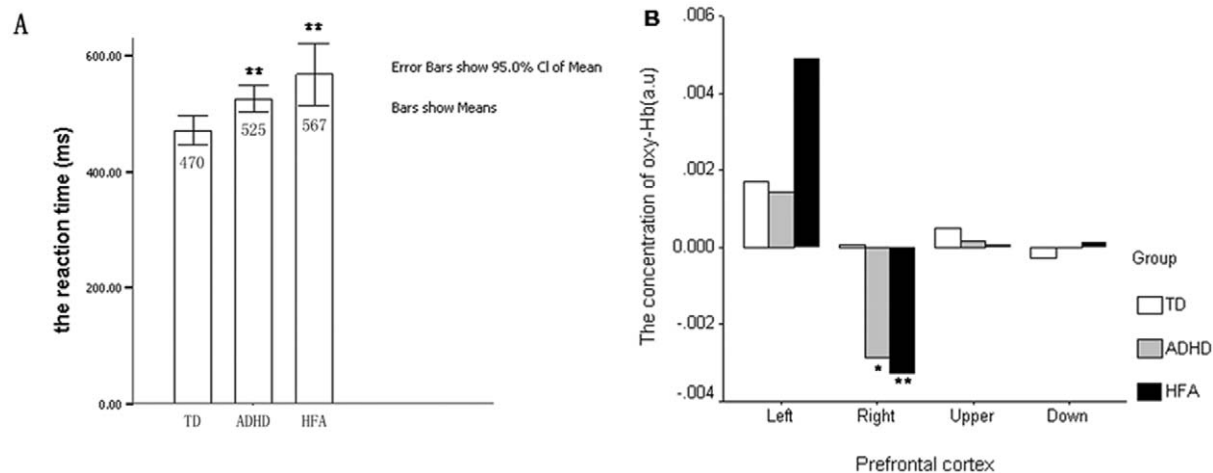 A
the reaction time (ms)
600.00
400.00
200.00
0.00
**
**
470
525
567
TD
ADHD
HFA
Error Bars show 95.0% Cl of Mean
Bars show Means
B
The concentration of oxy-Hb(a.u)
.006
.004
.002
0.000
-.002
-.004
*
**
Left
Right
Upper
Down
Prefrontal cortex
Group
TD
ADHD
HFA